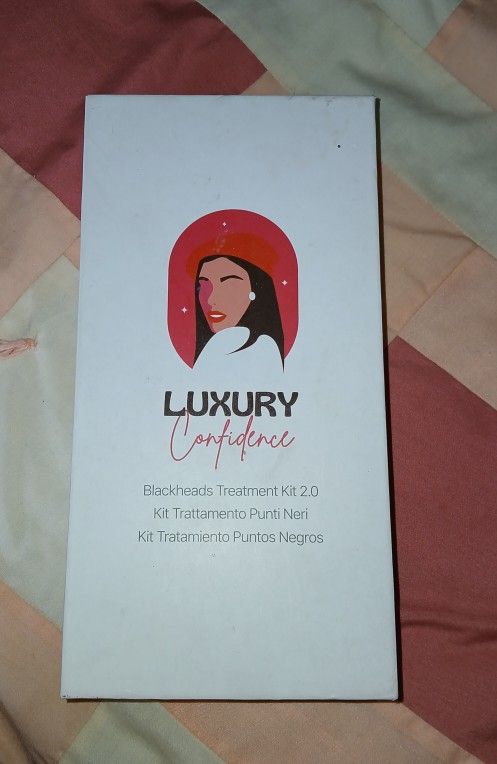 LUXURY
Confidence
Blackheads Treatment Kit 2.0
Kit Trattamento Punti Neri
Kit Tratamiento Puntos Negros